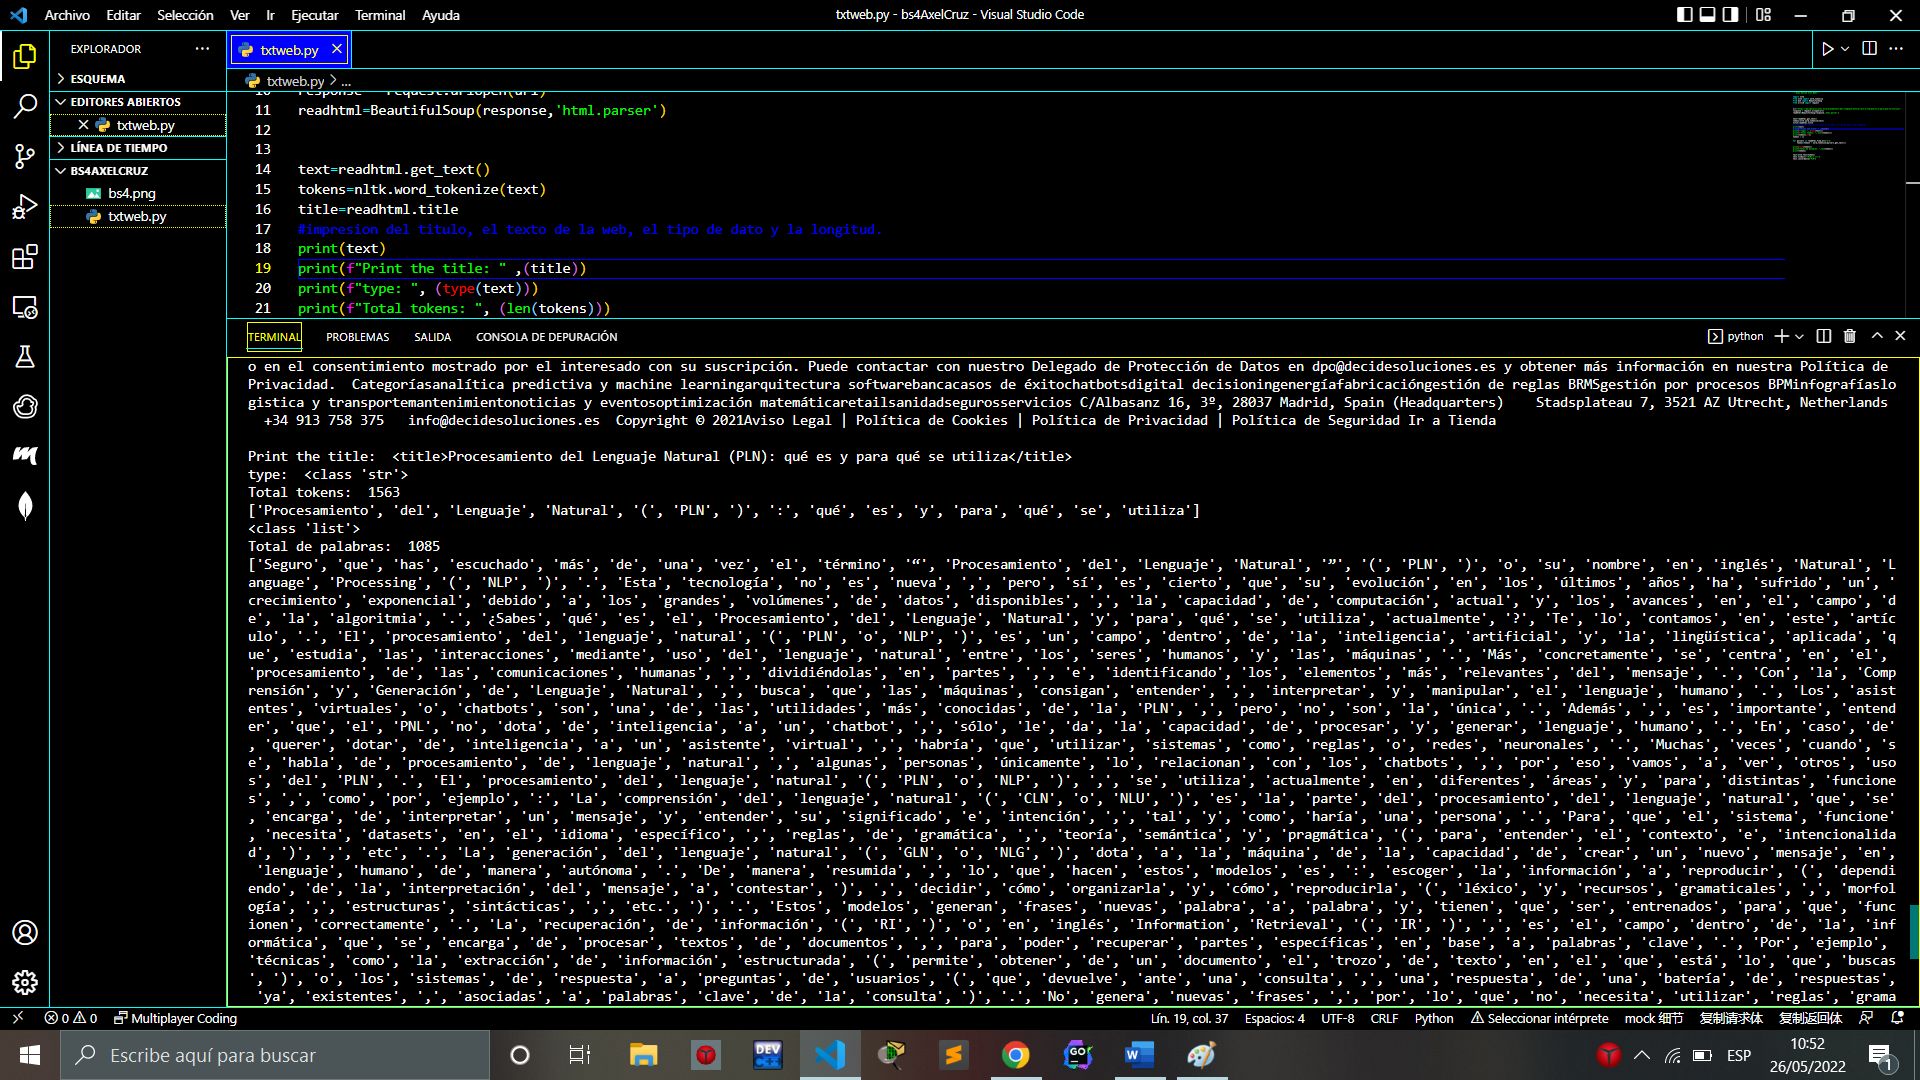 Archivo Editar Selección Ver Ir Ejecutar Terminal Ayuda
txtweb.py - bs4AxelCruz - Visual Studio Code
EXPLORADOR
ESQUEMA
EDITORES ABIERTOS
txtweb.py
LÍNEA DE TIEMPO
BS4AXELCRUZ
bs4.png
txtweb.py
txtweb.py
txtweb.py > ...
10 response = request.urlopen(url)
11 readhtml=BeautifulSoup(response,'html.parser')
12
13
14 text=readhtml.get_text()
15 tokens=nltk.word_tokenize(text)
16 title=readhtml.title
17 #impresion del titulo, el texto de la web, el tipo de dato y la longitud.
18 print(text)
19 print(f"Print the title: " ,(title))
20 print(f"type: ", (type(text)))
21 print(f"Total tokens: ", (len(tokens)))
TERMINAL PROBLEMAS SALIDA CONSOLA DE DEPURACIÓN
python
o en el consentimiento mostrado por el interesado con su suscripción. Puede contactar con nuestro Delegado de Protección de Datos en dpo@decidesoluciones.es y obtener más información en nuestra Política de
Privacidad.  Categoríasanalítica predictiva y machine learningarquitectura softwarebancacasos de éxitochatbotsdigital decisioningenergíafabricacióngestión de reglas BRMSgestión por procesos BPMinfografíaslo
gistica y transportemantenimientonoticias y eventosoptimización matemáticaretailsanidadsegurosservicios C/Albasanz 16, 3º, 28037 Madrid, Spain (Headquarters)    Stadsplateau 7, 3521 AZ Utrecht, Netherlands
+34 913 758 375   info@decidesoluciones.es  Copyright © 2021Aviso Legal | Política de Cookies | Política de Privacidad | Política de Seguridad Ir a Tienda
Print the title:  <title>Procesamiento del Lenguaje Natural (PLN): qué es y para qué se utiliza</title>
type:  <class 'str'>
Total tokens:  1563
['Procesamiento', 'del', 'Lenguaje', 'Natural', '(', 'PLN', ')', ':', 'qué', 'es', 'y', 'para', 'qué', 'se', 'utiliza']
<class 'list'>
Total de palabras:  1085
['Seguro', 'que', 'has', 'escuchado', 'más', 'de', 'una', 'vez', 'el', 'término', '“', 'Procesamiento', 'del', 'Lenguaje', 'Natural', '”', '(', 'PLN', ')', 'o', 'su', 'nombre', 'en', 'inglés', 'Natural', 'L
anguage', 'Processing', '(', 'NLP', ')', '.', 'Esta', 'tecnología', 'no', 'es', 'nueva', ',', 'pero', 'sí', 'es', 'cierto', 'que', 'su', 'evolución', 'en', 'los', 'últimos', 'años', 'ha', 'sufrido', 'un', '
crecimiento', 'exponencial', 'debido', 'a', 'los', 'grandes', 'volúmenes', 'de', 'datos', 'disponibles', ',', 'la', 'capacidad', 'de', 'computación', 'actual', 'y', 'los', 'avances', 'en', 'el', 'campo', 'd
e', 'la', 'algoritmia', '.', '¿Sabes', 'qué', 'es', 'el', 'Procesamiento', 'del', 'Lenguaje', 'Natural', 'y', 'para', 'qué', 'se', 'utiliza', 'actualmente', '?', 'Te', 'lo', 'contamos', 'en', 'este', 'artíc
ulo', '.', 'El', 'procesamiento', 'del', 'lenguaje', 'natural', '(', 'PLN', 'o', 'NLP', ')', 'es', 'un', 'campo', 'dentro', 'de', 'la', 'inteligencia', 'artificial', 'y', 'la', 'lingüística', 'aplicada', 'q
ue', 'estudia', 'las', 'interacciones', 'mediante', 'uso', 'del', 'lenguaje', 'natural', 'entre', 'los', 'seres', 'humanos', 'y', 'las', 'máquinas', '.', 'Más', 'concretamente', 'se', 'centra', 'en', 'el',
'procesamiento', 'de', 'las', 'comunicaciones', 'humanas', ',', 'dividiéndolas', 'en', 'partes', ',', 'e', 'identificando', 'los', 'elementos', 'más', 'relevantes', 'del', 'mensaje', '.', 'Con', 'la', 'Comp
rensión', 'y', 'Generación', 'de', 'Lenguaje', 'Natural', ',', 'busca', 'que', 'las', 'máquinas', 'consigan', 'entender', ',', 'interpretar', 'y', 'manipular', 'el', 'lenguaje', 'humano', '.', 'Los', 'asist
entes', 'virtuales', 'o', 'chatbots', 'son', 'una', 'de', 'las', 'utilidades', 'más', 'conocidas', 'de', 'la', 'PLN', ',', 'pero', 'no', 'son', 'la', 'única', '.', 'Además', ',', 'es', 'importante', 'entend
er', 'que', 'el', 'PNL', 'no', 'dota', 'de', 'inteligencia', 'a', 'un', 'chatbot', ',', 'sólo', 'le', 'da', 'la', 'capacidad', 'de', 'procesar', 'y', 'generar', 'lenguaje', 'humano', '.', 'En', 'caso', 'de'
, 'querer', 'dotar', 'de', 'inteligencia', 'a', 'un', 'asistente', 'virtual', ',', 'habría', 'que', 'utilizar', 'sistemas', 'como', 'reglas', 'o', 'redes', 'neuronales', '.', 'Muchas', 'veces', 'cuando', 's
e', 'habla', 'de', 'procesamiento', 'de', 'lenguaje', 'natural', ',', 'algunas', 'personas', 'únicamente', 'lo', 'relacionan', 'con', 'los', 'chatbots', ',', 'por', 'eso', 'vamos', 'a', 'ver', 'otros', 'uso
s', 'del', 'PLN', '.', 'El', 'procesamiento', 'del', 'lenguaje', 'natural', '(', 'PLN', 'o', 'NLP', ')', ',', 'se', 'utiliza', 'actualmente', 'en', 'diferentes', 'áreas', 'y', 'para', 'distintas', 'funcione
s', ',', 'como', 'por', 'ejemplo', ':', 'La', 'comprensión', 'del', 'lenguaje', 'natural', '(', 'CLN', 'o', 'NLU', ')', 'es', 'la', 'parte', 'del', 'procesamiento', 'del', 'lenguaje', 'natural', 'que', 'se'
, 'encarga', 'de', 'interpretar', 'un', 'mensaje', 'y', 'entender', 'su', 'significado', 'e', 'intención', ',', 'tal', 'y', 'como', 'haría', 'una', 'persona', '.', 'Para', 'que', 'el', 'sistema', 'funcione'
, 'necesita', 'datasets', 'en', 'el', 'idioma', 'específico', ',', 'reglas', 'de', 'gramática', ',', 'teoría', 'semántica', 'y', 'pragmática', '(', 'para', 'entender', 'el', 'contexto', 'e', 'intencionalida
d', ')', ',', 'etc', '.', 'La', 'generación', 'del', 'lenguaje', 'natural', '(', 'GLN', 'o', 'NLG', ')', 'dota', 'a', 'la', 'máquina', 'de', 'la', 'capacidad', 'de', 'crear', 'un', 'nuevo', 'mensaje', 'en',
'lenguaje', 'humano', 'de', 'manera', 'autónoma', '.', 'De', 'manera', 'resumida', ',', 'lo', 'que', 'hacen', 'estos', 'modelos', 'es', ':', 'escoger', 'la', 'información', 'a', 'reproducir', '(', 'dependi
endo', 'de', 'la', 'interpretación', 'del', 'mensaje', 'a', 'contestar', ')', ',', 'decidir', 'cómo', 'organizarla', 'y', 'cómo', 'reproducirla', '(', 'léxico', 'y', 'recursos', 'gramaticales', ',', 'morfol
ogía', ',', 'estructuras', 'sintácticas', ',', 'etc.', ')', '.', 'Estos', 'modelos', 'generan', 'frases', 'nuevas', 'palabra', 'a', 'palabra', 'y', 'tienen', 'que', 'ser', 'entrenados', 'para', 'que', 'func
ionen', 'correctamente', '.', 'La', 'recuperación', 'de', 'información', '(', 'RI', ')', 'o', 'en', 'inglés', 'Information', 'Retrieval', '(', 'IR', ')', ',', 'es', 'el', 'campo', 'dentro', 'de', 'la', 'inf
ormática', 'que', 'se', 'encarga', 'de', 'procesar', 'textos', 'de', 'documentos', ',', 'para', 'poder', 'recuperar', 'partes', 'específicas', 'en', 'base', 'a', 'palabras', 'clave', '.', 'Por', 'ejemplo',
'técnicas', 'como', 'la', 'extracción', 'de', 'información', 'estructurada', '(', 'permite', 'obtener', 'de', 'un', 'documento', 'el', 'trozo', 'de', 'texto', 'en', 'el', 'que', 'está', 'lo', 'que', 'buscas'
, ')', 'o', 'los', 'sistemas', 'de', 'respuesta', 'a', 'preguntas', 'de', 'usuarios', '(', 'que', 'devuelve', 'ante', 'una', 'consulta', ',', 'una', 'respuesta', 'de', 'una', 'batería', 'de', 'respuestas',
'ya', 'existentes', ',', 'asociadas', 'a', 'palabras', 'clave', 'de', 'la', 'consulta', ')', '.', 'No', 'genera', 'nuevas', 'frases', ',', 'por', 'lo', 'que', 'no', 'necesita', 'utilizar', 'reglas', 'grama
0 0 Multiplayer Coding
Lín. 19, col. 37 Espacios: 4 UTF-8 CRLF Python Seleccionar intérprete mock 细节 复制请求体 复制返回体
Escribe aquí para buscar
DEV C++
GO
W
ESP
10:52
26/05/2022
1